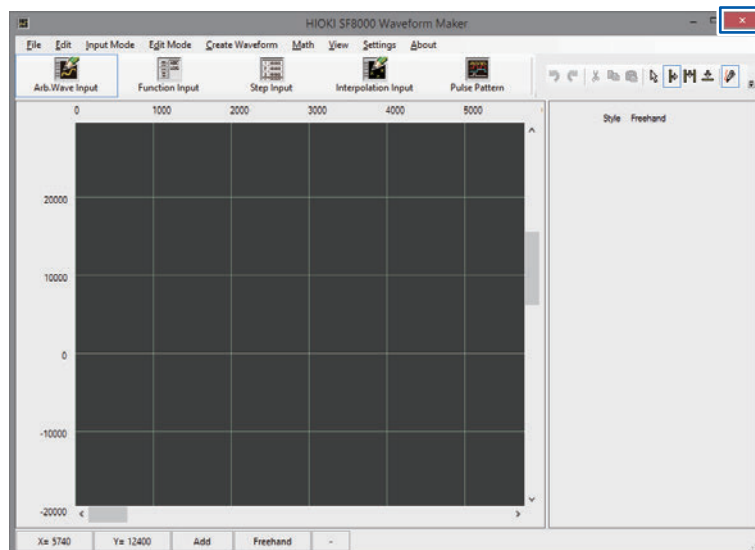 HIOKI SF8000 Waveform Maker
File Edit Input Mode Edit Mode Create Waveform Math View Settings About
Arb.Wave Input Function Input Step Input Interpolation Input Pulse Pattern
0 1000 2000 3000 4000 5000
Style Freehand
20000
10000
0
-10000
-20000
X= 5740 Y= 12400 Add Freehand -